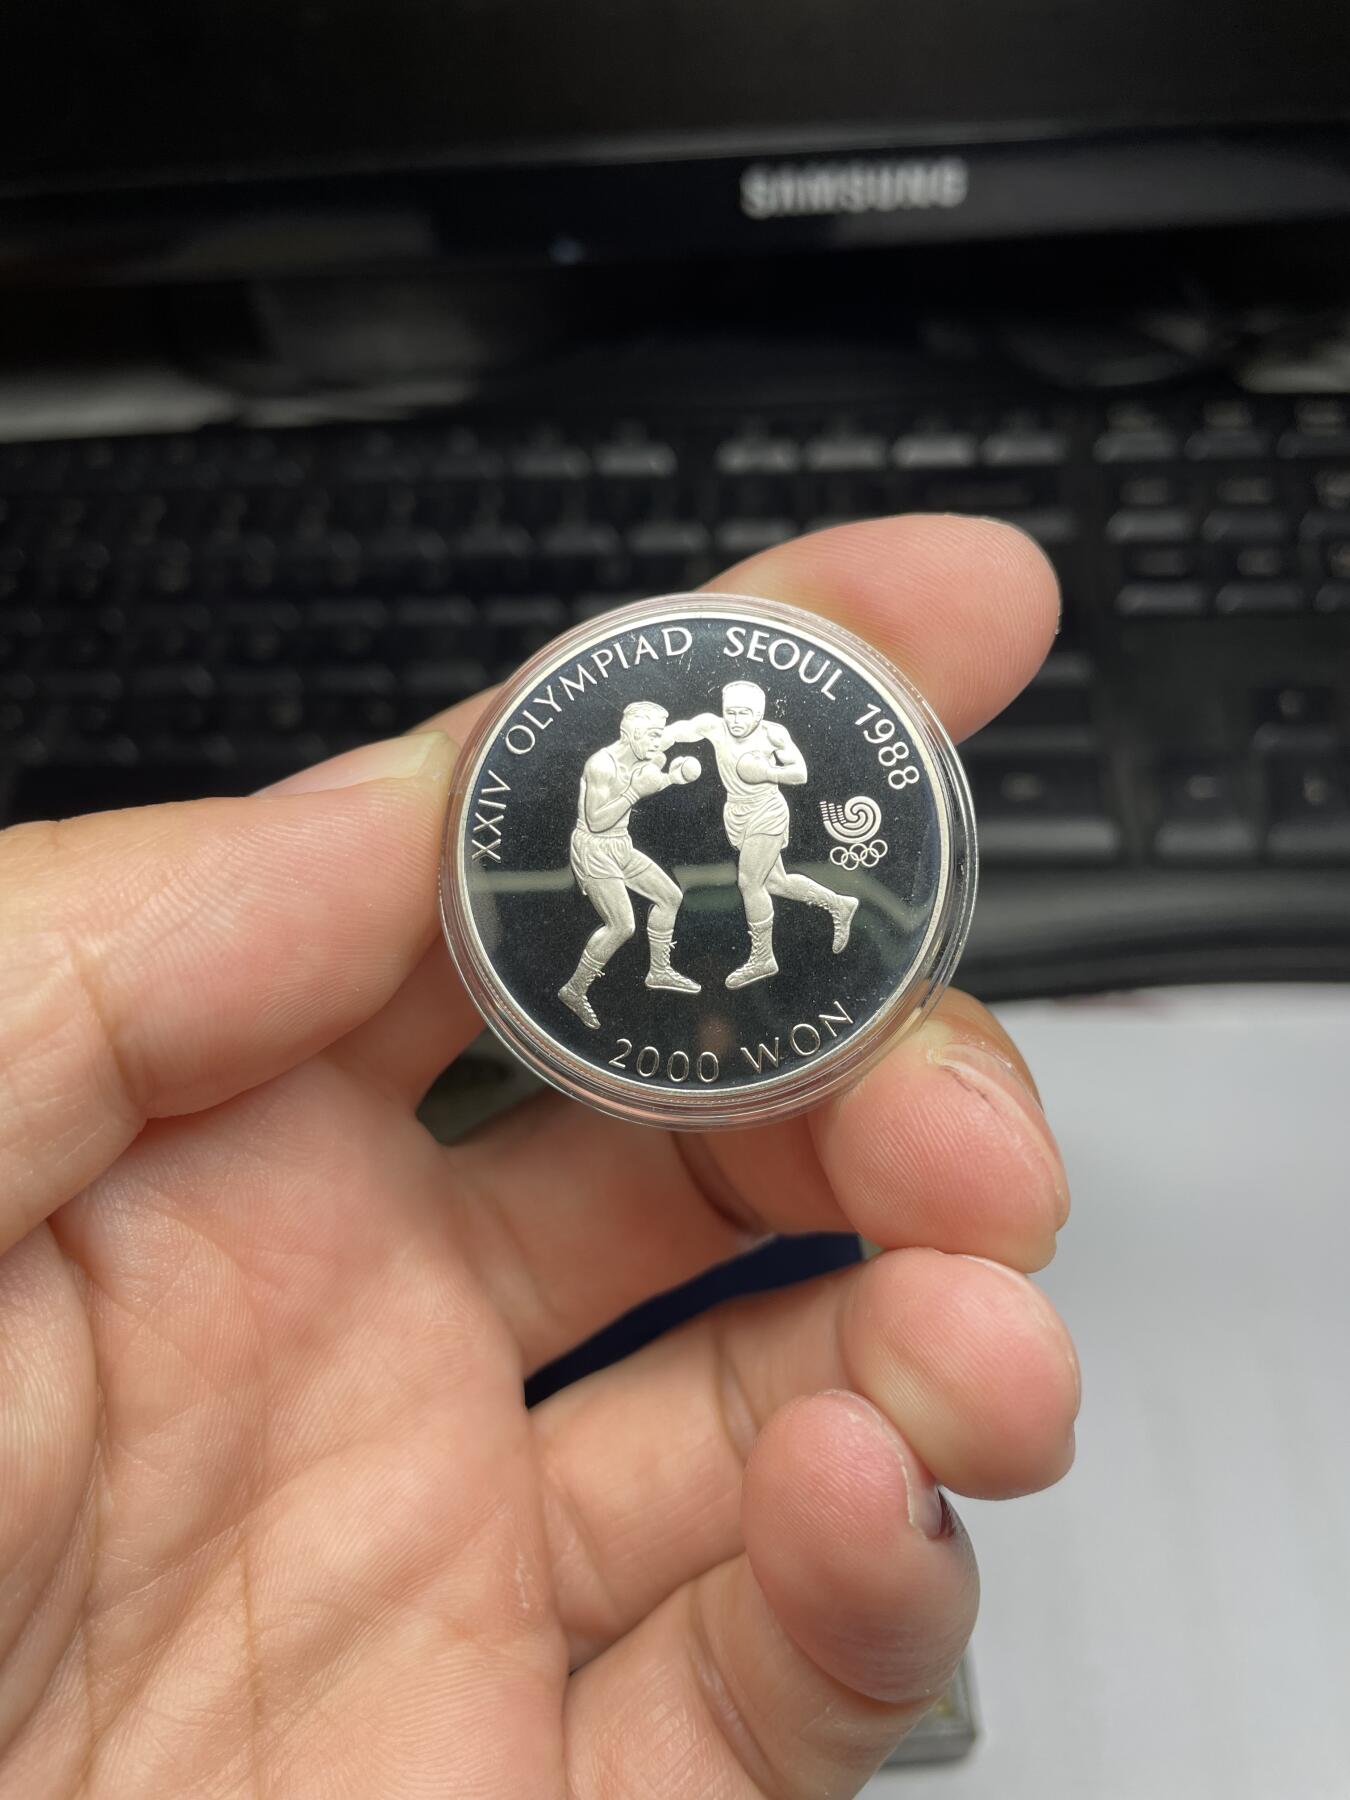 SAMSUNG
XXIV OLYMPIAD SEOUL 1988
2000 WON